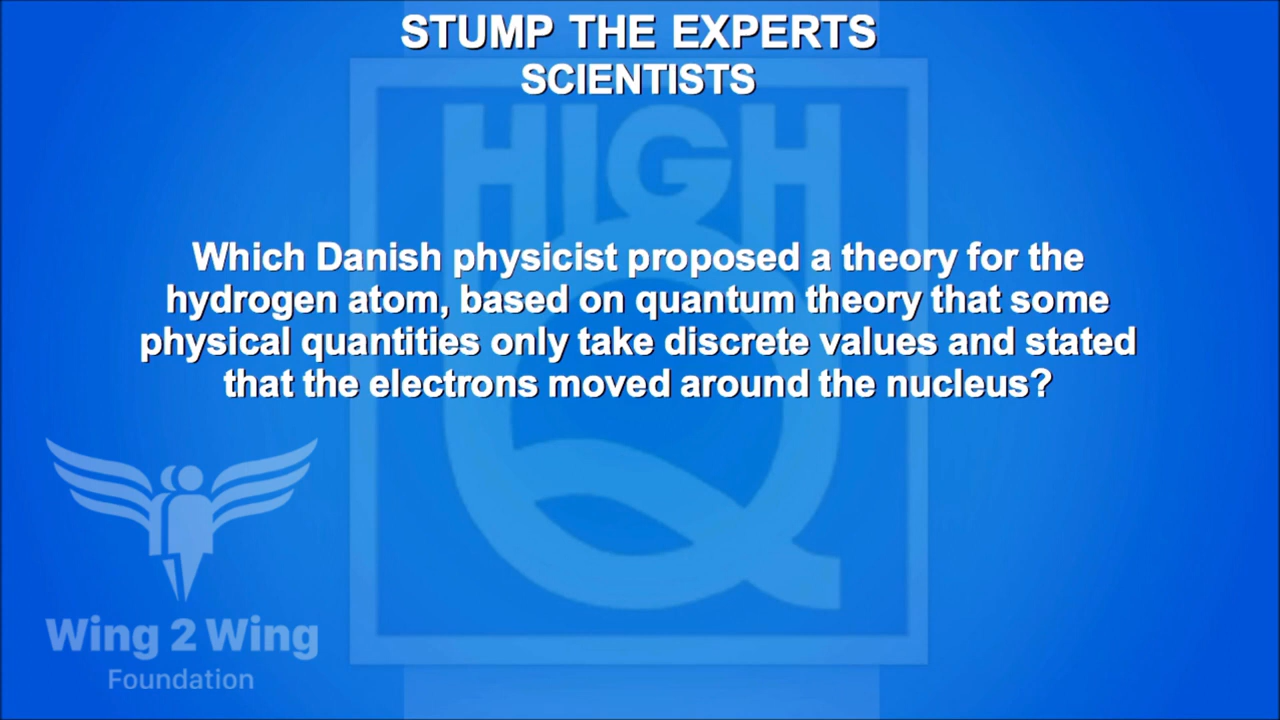 STUMP THE EXPERTS
SCIENTISTS
HIGH
Q
Which Danish physicist proposed a theory for the
hydrogen atom, based on quantum theory that some
physical quantities only take discrete values and stated
that the electrons moved around the nucleus?
Wing 2 Wing
Foundation